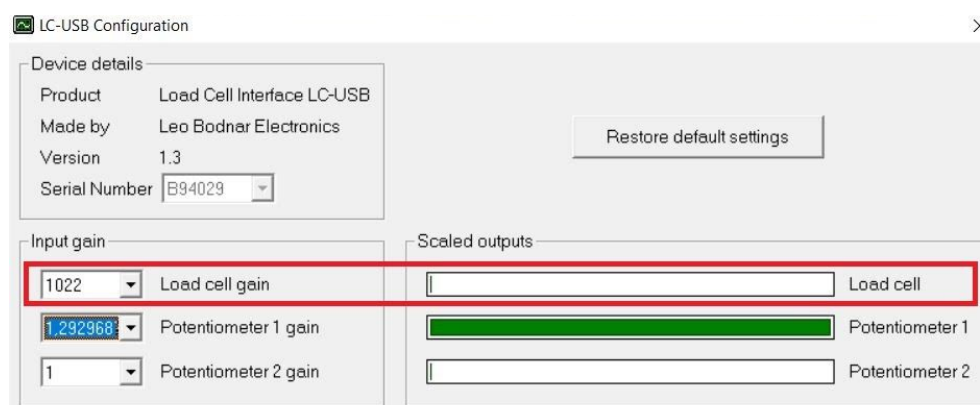 LC-USB Configuration
Device details
Product Load Cell Interface LC-USB
Made by Leo Bodnar Electronics
Version 1.3
Serial Number B94029
Restore default settings
Input gain
1022 Load cell gain
1,292968 Potentiometer 1 gain
1 Potentiometer 2 gain
Scaled outputs
Load cell
Potentiometer 1
Potentiometer 2